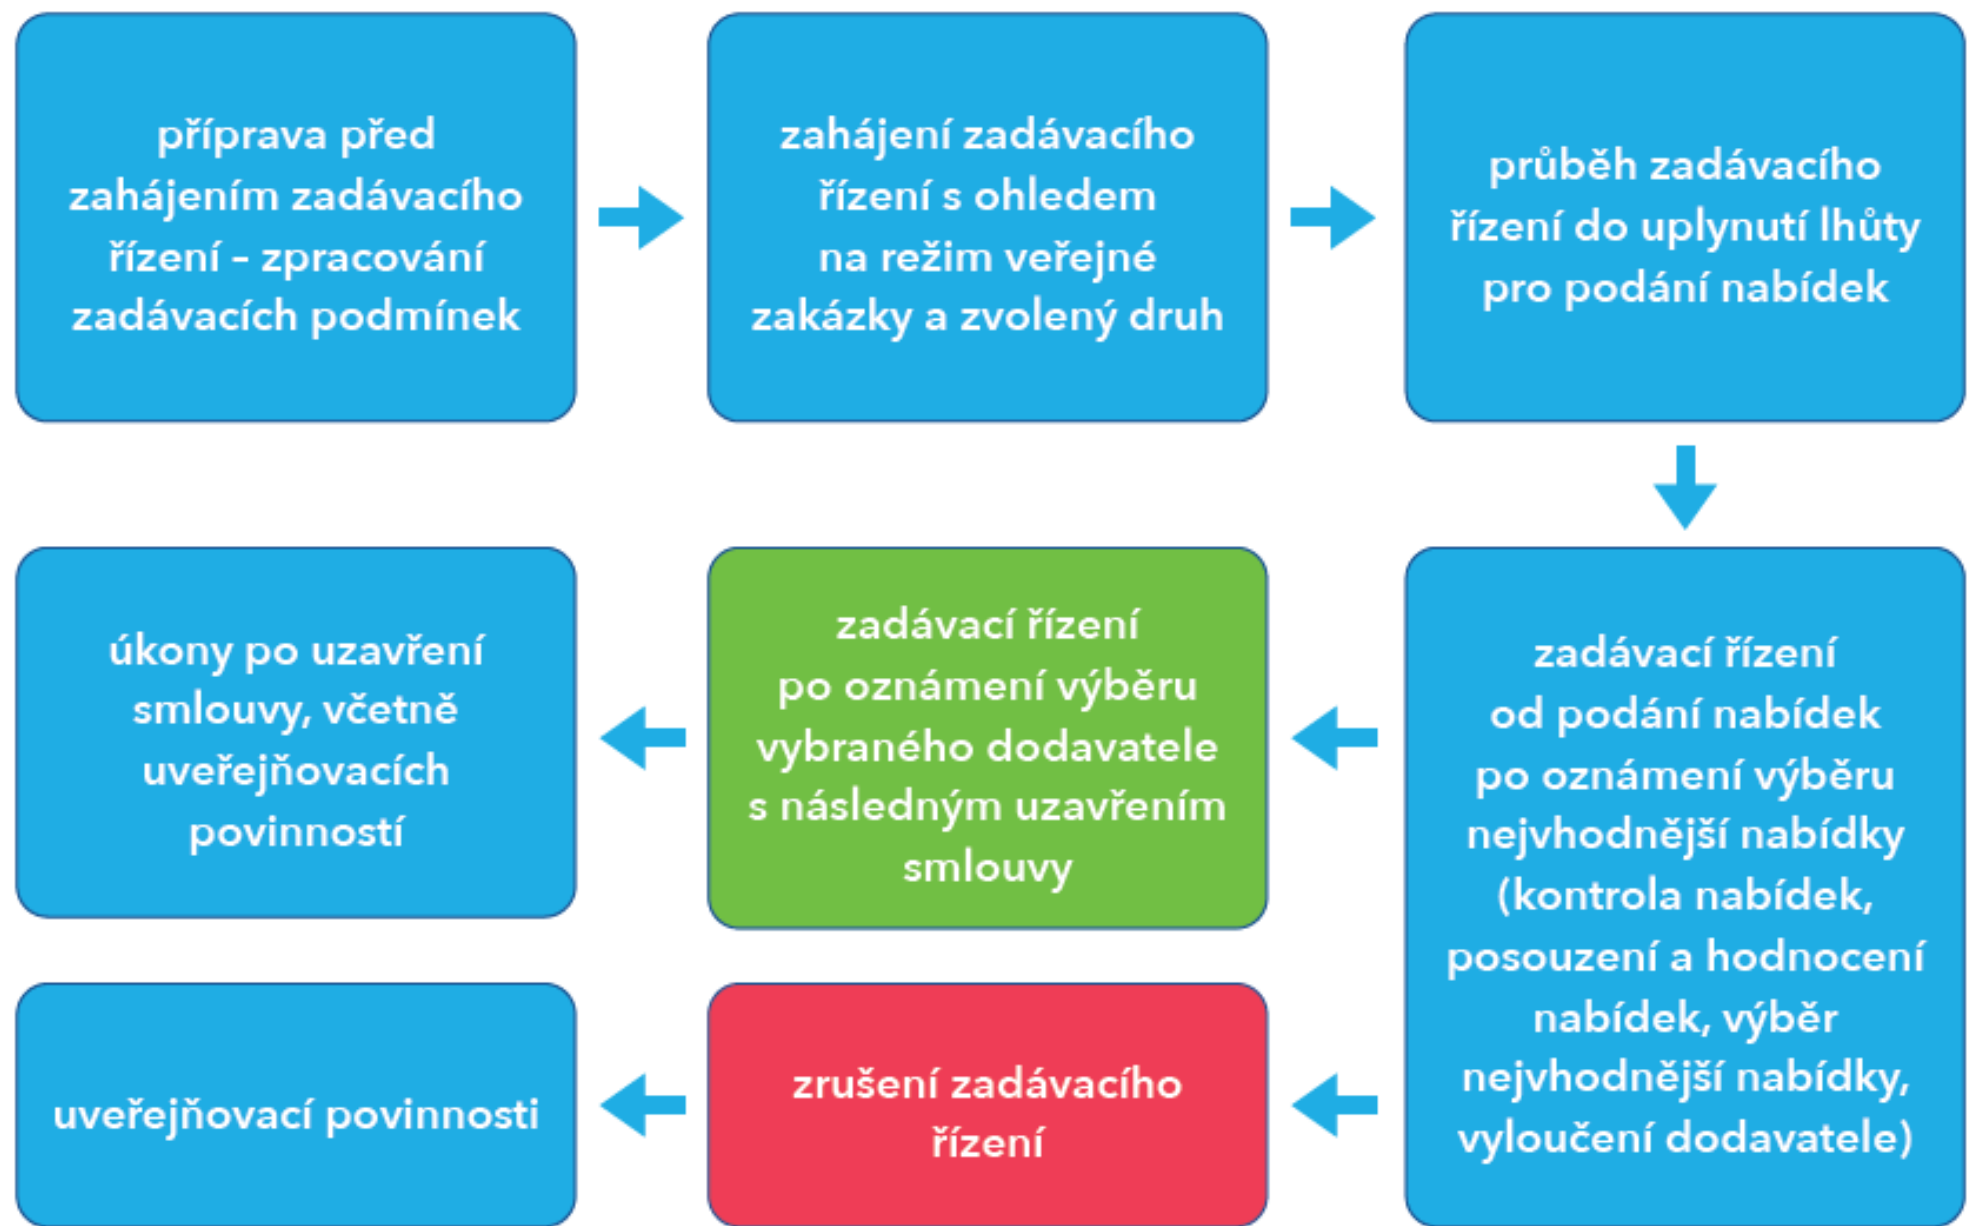 příprava před
zahájením zadávacího
řízení – zpracování
zadávacích podmínek
zahájení zadávacího
řízení s ohledem
na režim veřejné
zakázky a zvolený druh
průběh zadávacího
řízení do uplynutí lhůty
pro podání nabídek
zadávací řízení
od podání nabídek
po oznámení výběru
nejvhodnější nabídky
(kontrola nabídek,
posouzení a hodnocení
nabídek, výběr
nejvhodnější nabídky,
vyloučení dodavatele)
zadávací řízení
po oznámení výběru
vybraného dodavatele
s následným uzavřením
smlouvy
úkony po uzavření
smlouvy, včetně
uveřejňovacích
povinností
zrušení zadávacího
řízení
uveřejňovací povinnosti